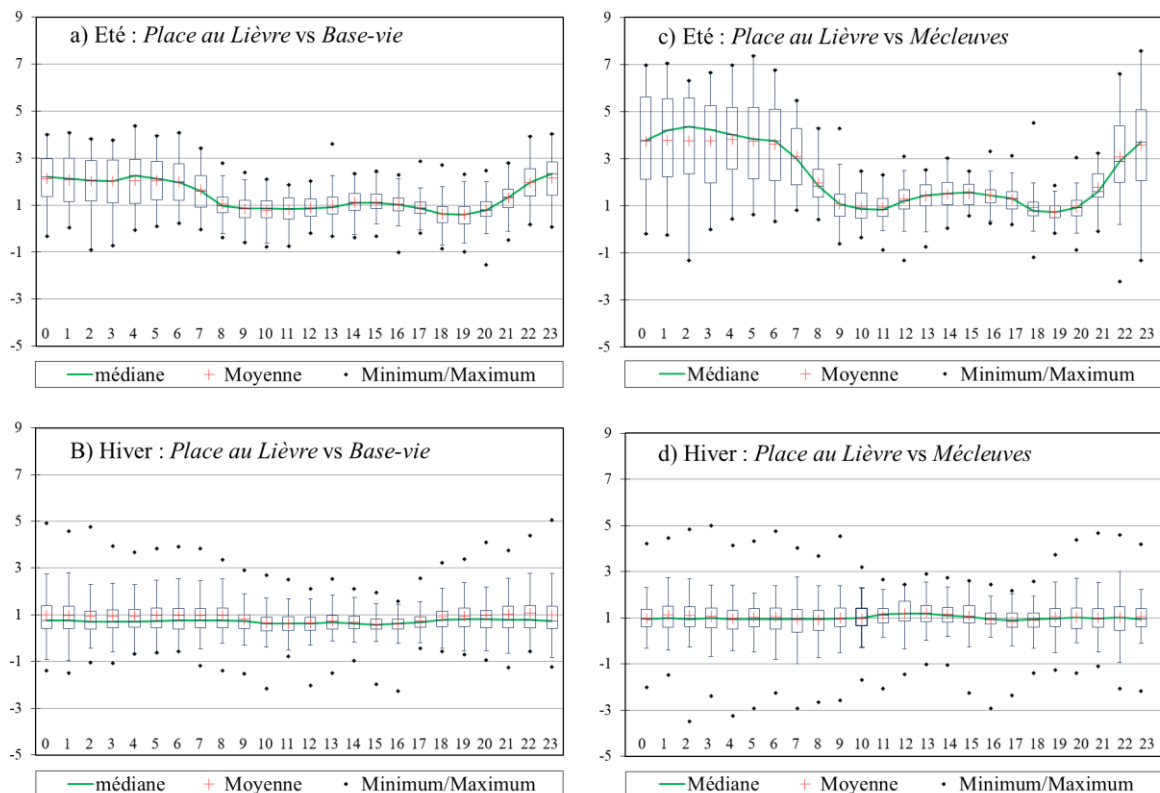 a) Eté : Place au Lièvre vs Base-vie
9
7
5
3
1
-1
-3
-5
0 1 2 3 4 5 6 7 8 9 10 11 12 13 14 15 16 17 18 19 20 21 22 23
médiane Moyenne Minimum/Maximum
c) Eté : Place au Lièvre vs Mécleuves
9
7
5
3
1
-1
-3
-5
0 1 2 3 4 5 6 7 8 9 10 11 12 13 14 15 16 17 18 19 20 21 22 23
Médiane Moyenne Minimum/Maximum
B) Hiver : Place au Lièvre vs Base-vie
9
7
5
3
1
-1
-3
-5
0 1 2 3 4 5 6 7 8 9 10 11 12 13 14 15 16 17 18 19 20 21 22 23
médiane Moyenne Minimum/Maximum
d) Hiver : Place au Lièvre vs Mécleuves
9
7
5
3
1
-1
-3
-5
0 1 2 3 4 5 6 7 8 9 10 11 12 13 14 15 16 17 18 19 20 21 22 23
Médiane Moyenne Minimum/Maximum